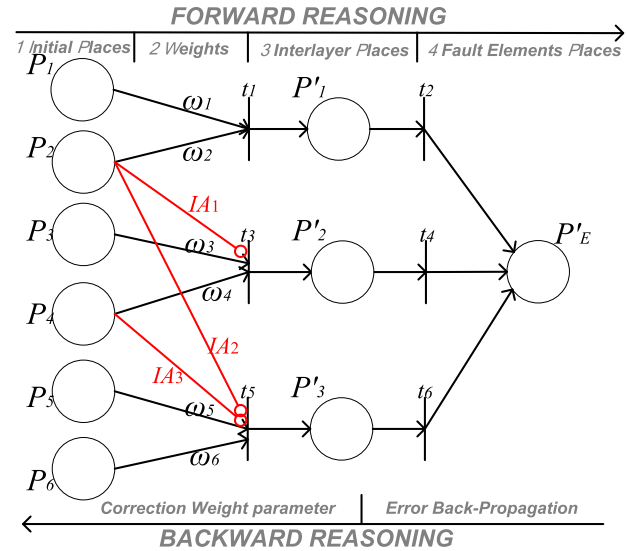 FORWARD REASONING
1 Initial Places 2 Weights 3 Interlayer Places 4 Fault Elements Places
P1 ω1 t1 P'1 t2
P2 ω2
IA1
P3 ω3 t3 P'2 t4 P'E
P4 ω4
IA2
IA3
P5 ω5 t5 P'3 t6
P6 ω6
Correction Weight parameter Error Back-Propagation
BACKWARD REASONING